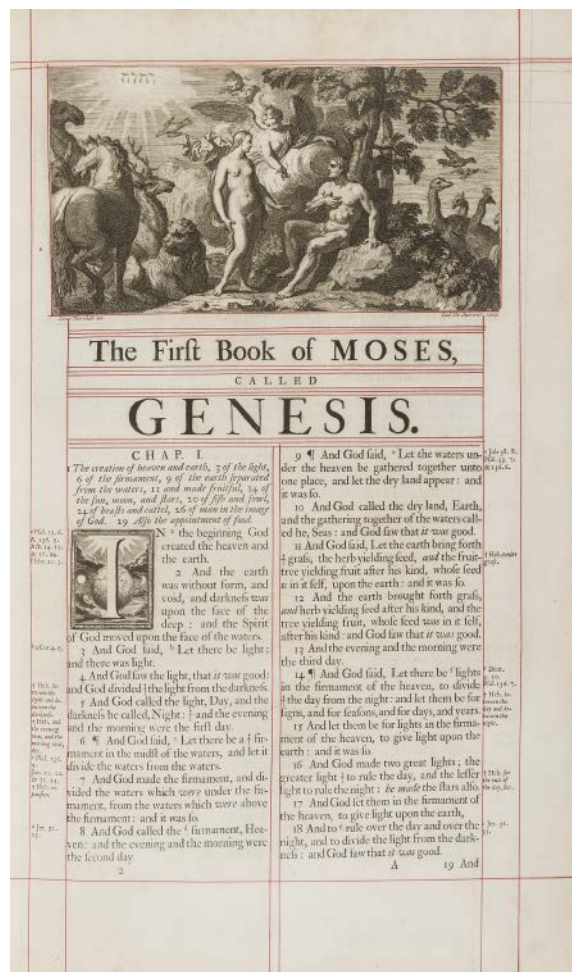 יהוה
The Firſt Book of MOSES,
CALLED
GENESIS.
CHAP. I.
1 The creation of heaven and earth, 3 of the light,
6 of the firmament, 9 of the earth ſeparated
from the waters, 11 and made fruitful, 14 of
the ſun, moon, and ſtars, 20 of fiſh and fowl,
24 of beaſts and cattel, 26 of man in the image
of God. 29 Alſo the appointment of food.
IN ª the beginning God
created the heaven and
the earth.
2 And the earth
was without form, and
void, and darkneſs was
upon the face of the
deep : and the Spirit
of God moved upon the face of the waters.
3 And God ſaid, ᵇ Let there be light :
and there was light.
4 And God ſaw the light, that it was good :
and God divided † the light from the darkneſs.
5 And God called the light, Day, and the
darkneſs he called, Night : † and the evening
and the morning were the firſt day.
6 ¶ And God ſaid, ᶜ Let there be a † fir-
mament in the midſt of the waters, and let it
divide the waters from the waters.
7 And God made the firmament, and di-
vided the waters which were under the fir-
mament, from the waters which were above
the firmament : and it was ſo.
8 And God called the ᵈ firmament, Hea-
ven : and the evening and the morning were
the ſecond day.
2
9 ¶ And God ſaid, ᵉ Let the waters un-
der the heaven be gathered together unto
one place, and let the dry land appear : and
it was ſo.
10 And God called the dry land, Earth,
and the gathering together of the waters call-
ed he, Seas : and God ſaw that it was good.
11 And God ſaid, Let the earth bring forth
† graſs, the herb yielding ſeed, and the fruit-
tree yielding fruit after his kind, whoſe ſeed
is in it ſelf, upon the earth : and it was ſo.
12 And the earth brought forth graſs,
and herb yielding ſeed after his kind, and the
tree yielding fruit, whoſe ſeed was in it ſelf,
after his kind : and God ſaw that it was good.
13 And the evening and the morning were
the third day.
14 ¶ And God ſaid, Let there be ᶠ lights
in the firmament of the heaven, to divide
† the day from the night : and let them be for
ſigns, and for ſeaſons, and for days, and years.
15 And let them be for lights in the firma-
ment of the heaven, to give light upon the
earth : and it was ſo.
16 And God made two great lights ; the
greater light † to rule the day, and the leſſer
light to rule the night : he made the ſtars alſo.
17 And God ſet them in the firmament of
the heaven, to give light upon the earth,
18 And to ᵍ rule over the day and over the
night, and to divide the light from the dark-
neſs : and God ſaw that it was good.
A 19 And